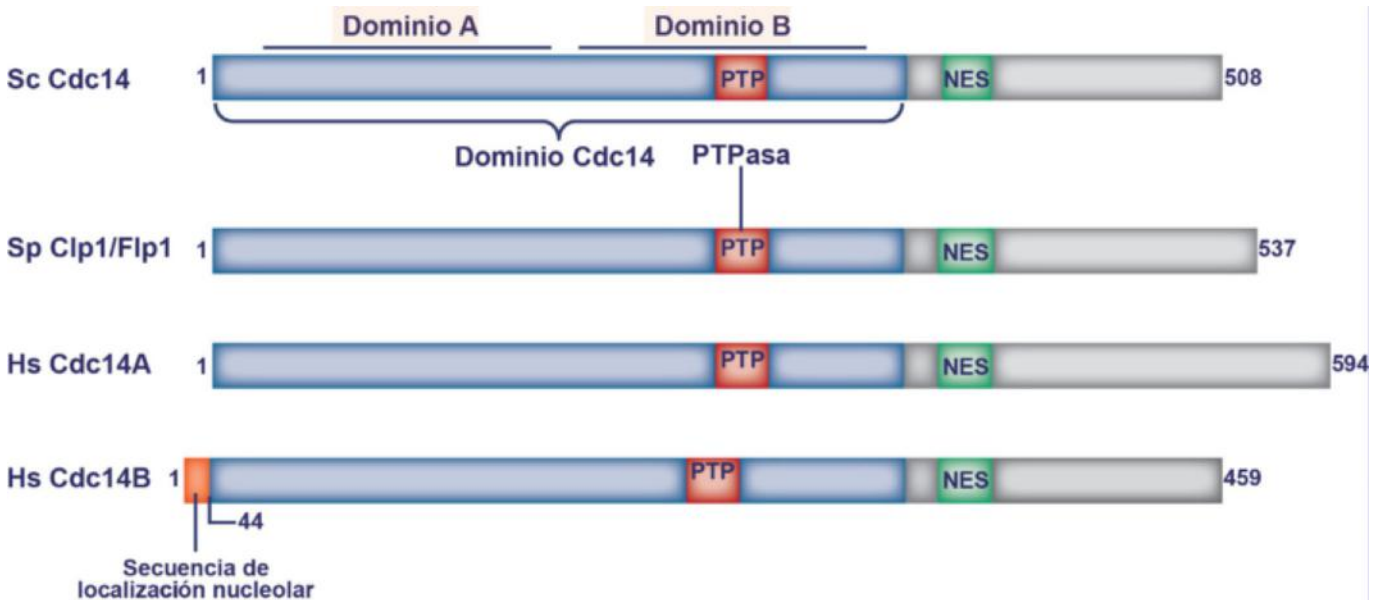 Dominio A Dominio B
Sc Cdc14 1 PTP NES 508
Dominio Cdc14 PTPasa
Sp Clp1/Flp1 1 PTP NES 537
Hs Cdc14A 1 PTP NES 594
Hs Cdc14B 1 PTP NES 459
44
Secuencia de
localización nucleolar